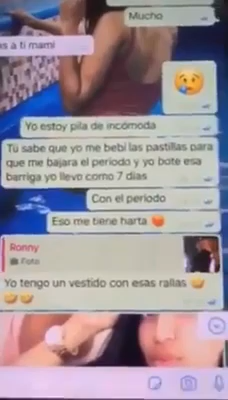 Mucho
s a ti mami
Yo estoy pila de incómoda
Tú sabe que yo me bebí las pastillas para
que me bajara el periodo y yo bote esa
barriga yo llevo como 7 días
Con el periodo
Eso me tiene harta
Ronny
Foto
Yo tengo un vestido con esas rallas